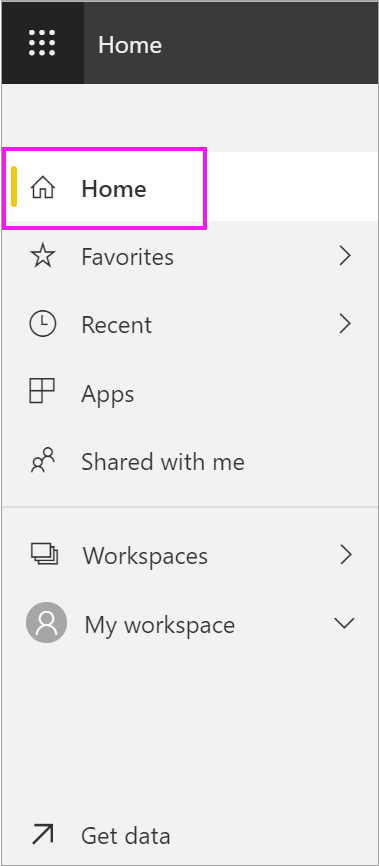 Home
Home
Favorites
Recent
Apps
Shared with me
Workspaces
My workspace
Get data